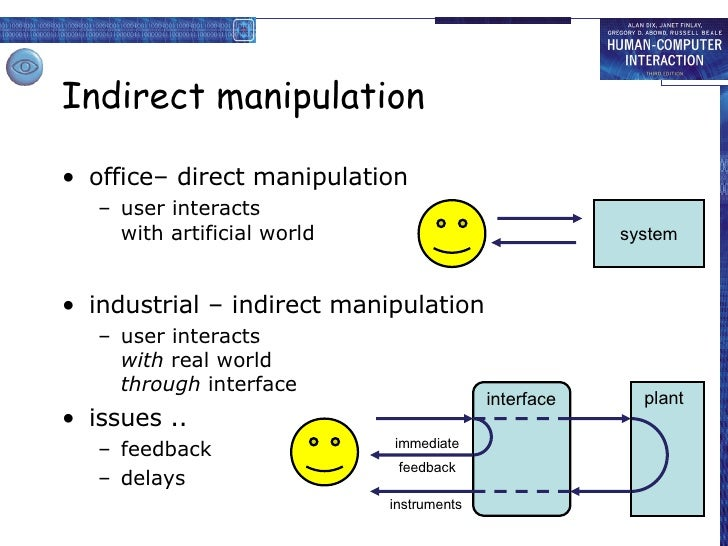 ALAN DIX, JANET FINLAY,
GREGORY D. ABOWD, RUSSELL BEALE
HUMAN-COMPUTER
INTERACTION
THIRD EDITION
Indirect manipulation
• office– direct manipulation
– user interacts
with artificial world
system
• industrial – indirect manipulation
– user interacts
with real world
through interface
• issues ..
– feedback
– delays
interface
plant
immediate
feedback
instruments